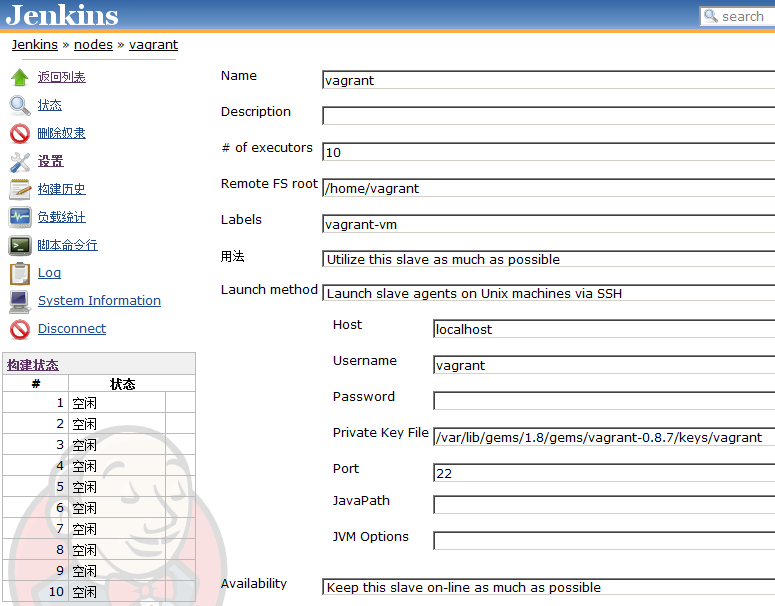 Jenkins
search
Jenkins » nodes » vagrant
返回列表
状态
删除奴隶
设置
构建历史
负载统计
脚本命令行
Log
System Information
Disconnect
构建状态
# 状态
1 空闲
2 空闲
3 空闲
4 空闲
5 空闲
6 空闲
7 空闲
8 空闲
9 空闲
10 空闲
Name vagrant
Description
# of executors 10
Remote FS root /home/vagrant
Labels vagrant-vm
用法 Utilize this slave as much as possible
Launch method Launch slave agents on Unix machines via SSH
Host localhost
Username vagrant
Password
Private Key File /var/lib/gems/1.8/gems/vagrant-0.8.7/keys/vagrant
Port 22
JavaPath
JVM Options
Availability Keep this slave on-line as much as possible